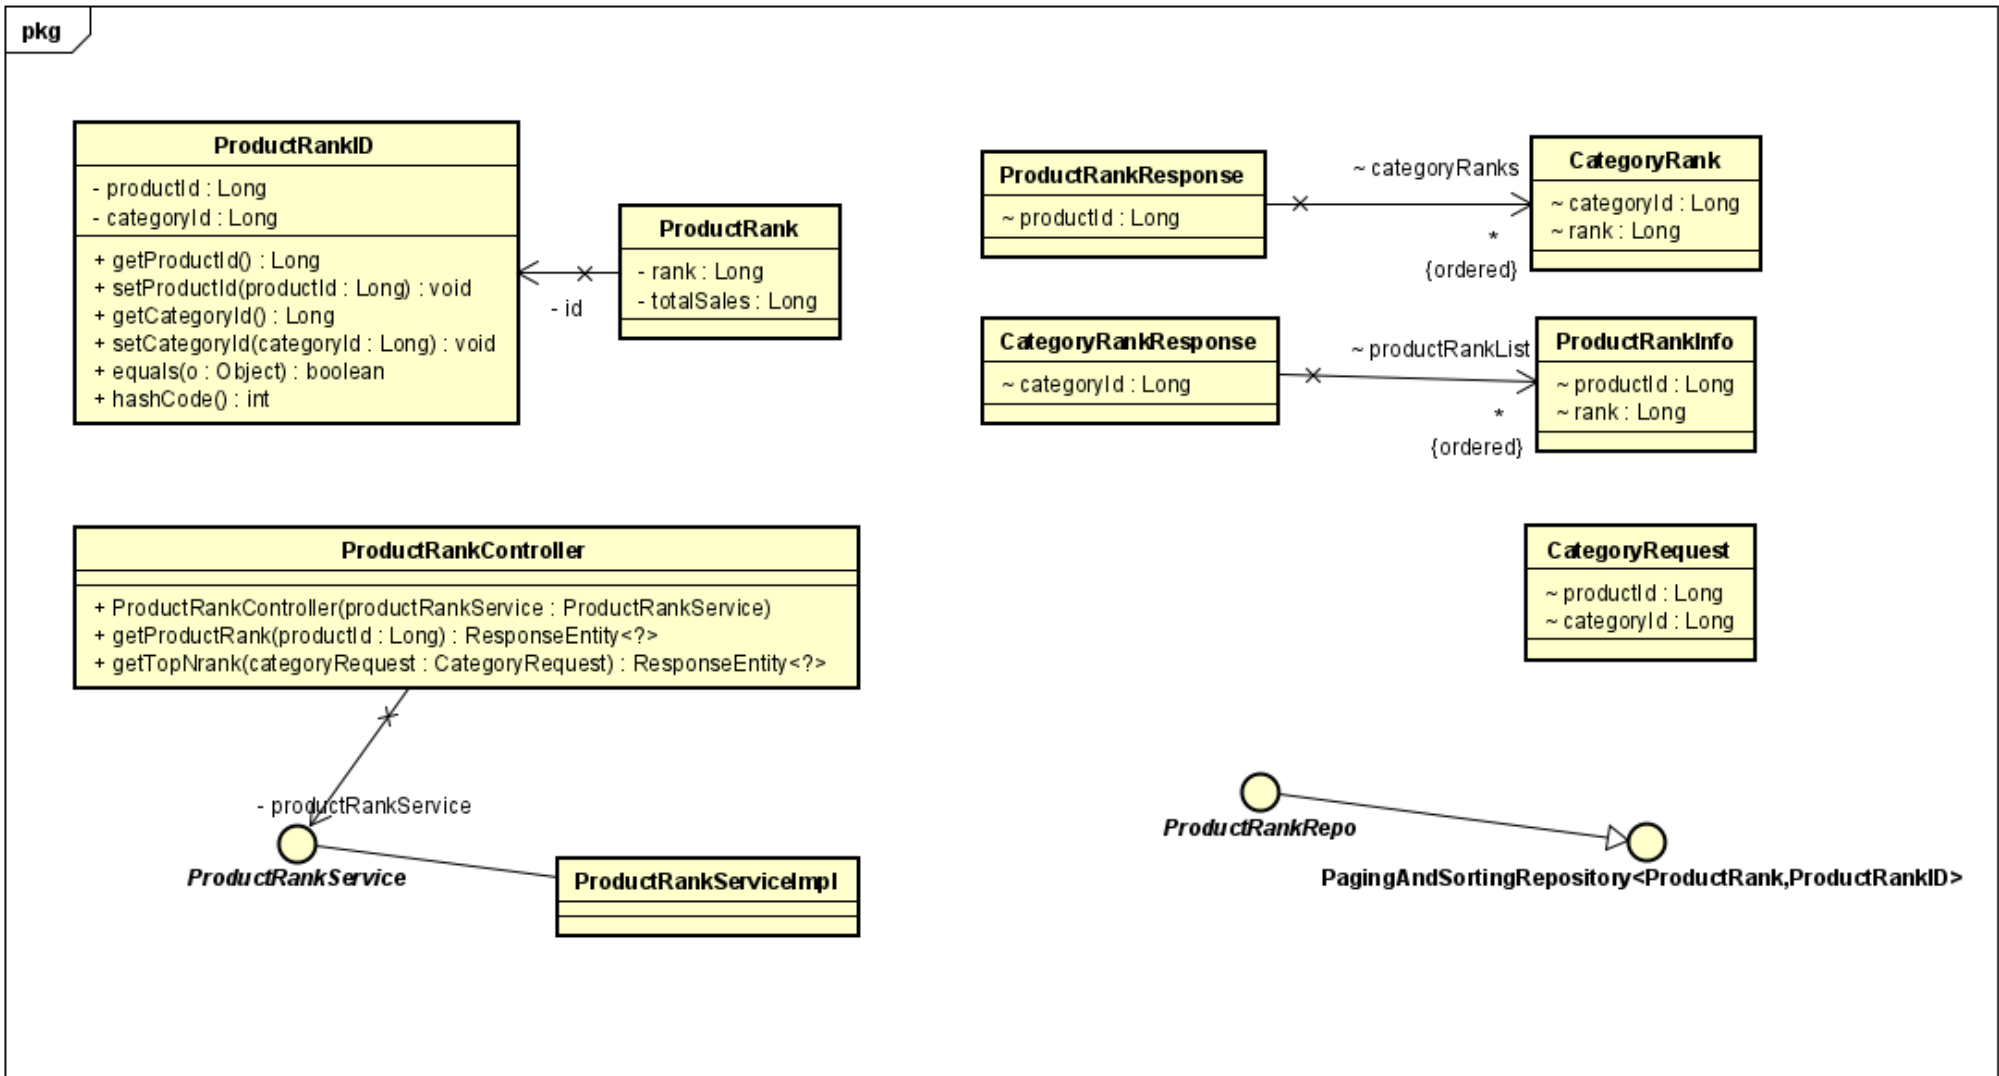 pkg
ProductRankID
- productId : Long
- categoryId : Long
+ getProductId() : Long
+ setProductId(productId : Long) : void
+ getCategoryId() : Long
+ setCategoryId(categoryId : Long) : void
+ equals(o : Object) : boolean
+ hashCode() : int
- id
ProductRank
- rank : Long
- totalSales : Long
ProductRankResponse
~ productId : Long
~ categoryRanks
*
{ordered}
CategoryRank
~ categoryId : Long
~ rank : Long
CategoryRankResponse
~ categoryId : Long
~ productRankList
*
{ordered}
ProductRankInfo
~ productId : Long
~ rank : Long
ProductRankController
+ ProductRankController(productRankService : ProductRankService)
+ getProductRank(productId : Long) : ResponseEntity<?>
+ getTopNrank(categoryRequest : CategoryRequest) : ResponseEntity<?>
CategoryRequest
~ productId : Long
~ categoryId : Long
- productRankService
ProductRankService
ProductRankServiceImpl
ProductRankRepo
PagingAndSortingRepository<ProductRank,ProductRankID>